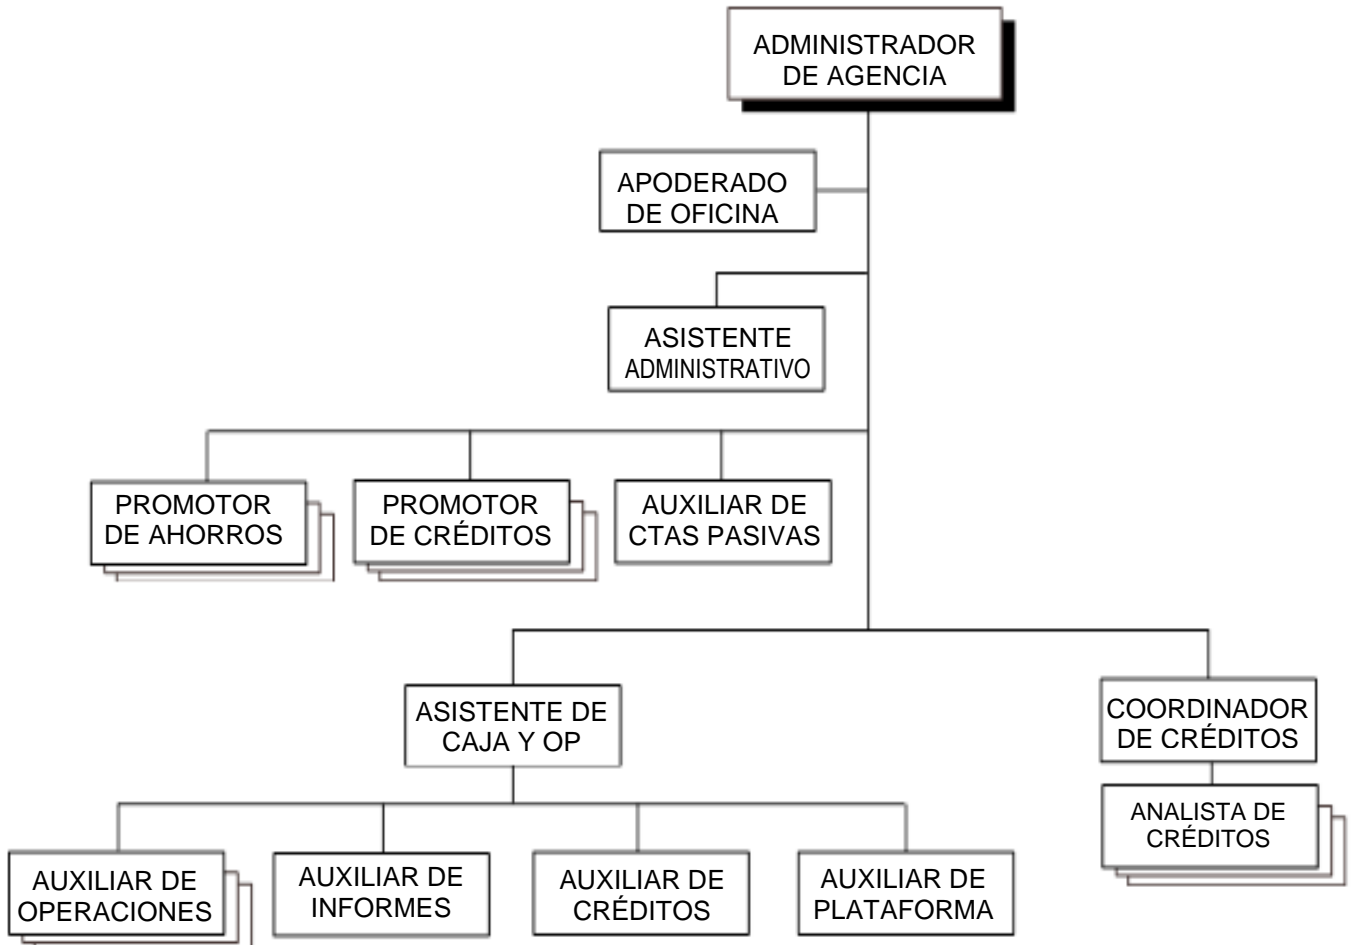 ADMINISTRADOR
DE AGENCIA
APODERADO
DE OFICINA
ASISTENTE
ADMINISTRATIVO
PROMOTOR
DE AHORROS
PROMOTOR
DE CRÉDITOS
AUXILIAR DE
CTAS PASIVAS
ASISTENTE DE
CAJA Y OP
COORDINADOR
DE CRÉDITOS
ANALISTA DE
CRÉDITOS
AUXILIAR DE
OPERACIONES
AUXILIAR DE
INFORMES
AUXILIAR DE
CRÉDITOS
AUXILIAR DE
PLATAFORMA